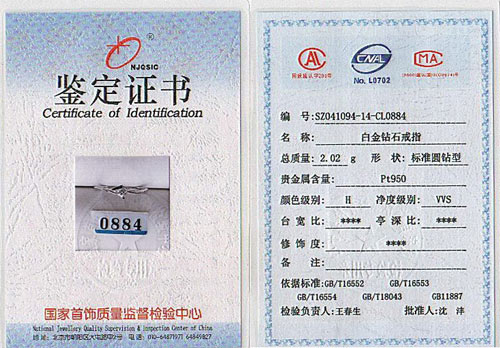 NJQSIC
®
鉴定证书
Certificate of Identification
0884
国家首饰质量监督检验中心
National Jewellery Quality Supervision & Inspection Center of China
AL
CNAL
No. L0702
MA
编 号:SZ041094-14-CL0884
名 称: 白金钻石戒指
总质量: 2.02 g 形 状: 标准圆钻型
贵金属含量: Pt950
颜色级别: H 净度级别: VVS
台 宽 比: **** 亭 深 比: ****
修 饰 度: ****
备 注:
依据标准:GB/T16552 GB/T16553
GB/T16554 GB/T18043 GB11887
检验负责人:王春生 批准人:沈 沣